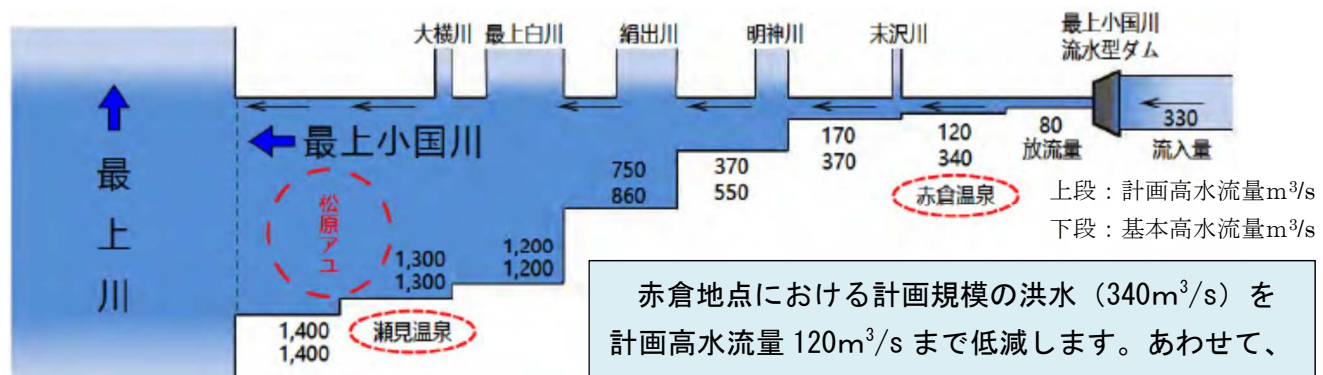 大横川 最上白川 絹出川 明神川 末沢川 最上小国川
流水型ダム
最上川
最上小国川
松原アユ
330
流入量
80
放流量
120
340
赤倉温泉
170
370
370
550
750
860
1,200
1,200
1,300
1,300
瀬見温泉
1,400
1,400
上段：計画高水流量m³/s
下段：基本高水流量m³/s
赤倉地点における計画規模の洪水（340m³/s）を
計画高水流量 120m³/s まで低減します。あわせて、